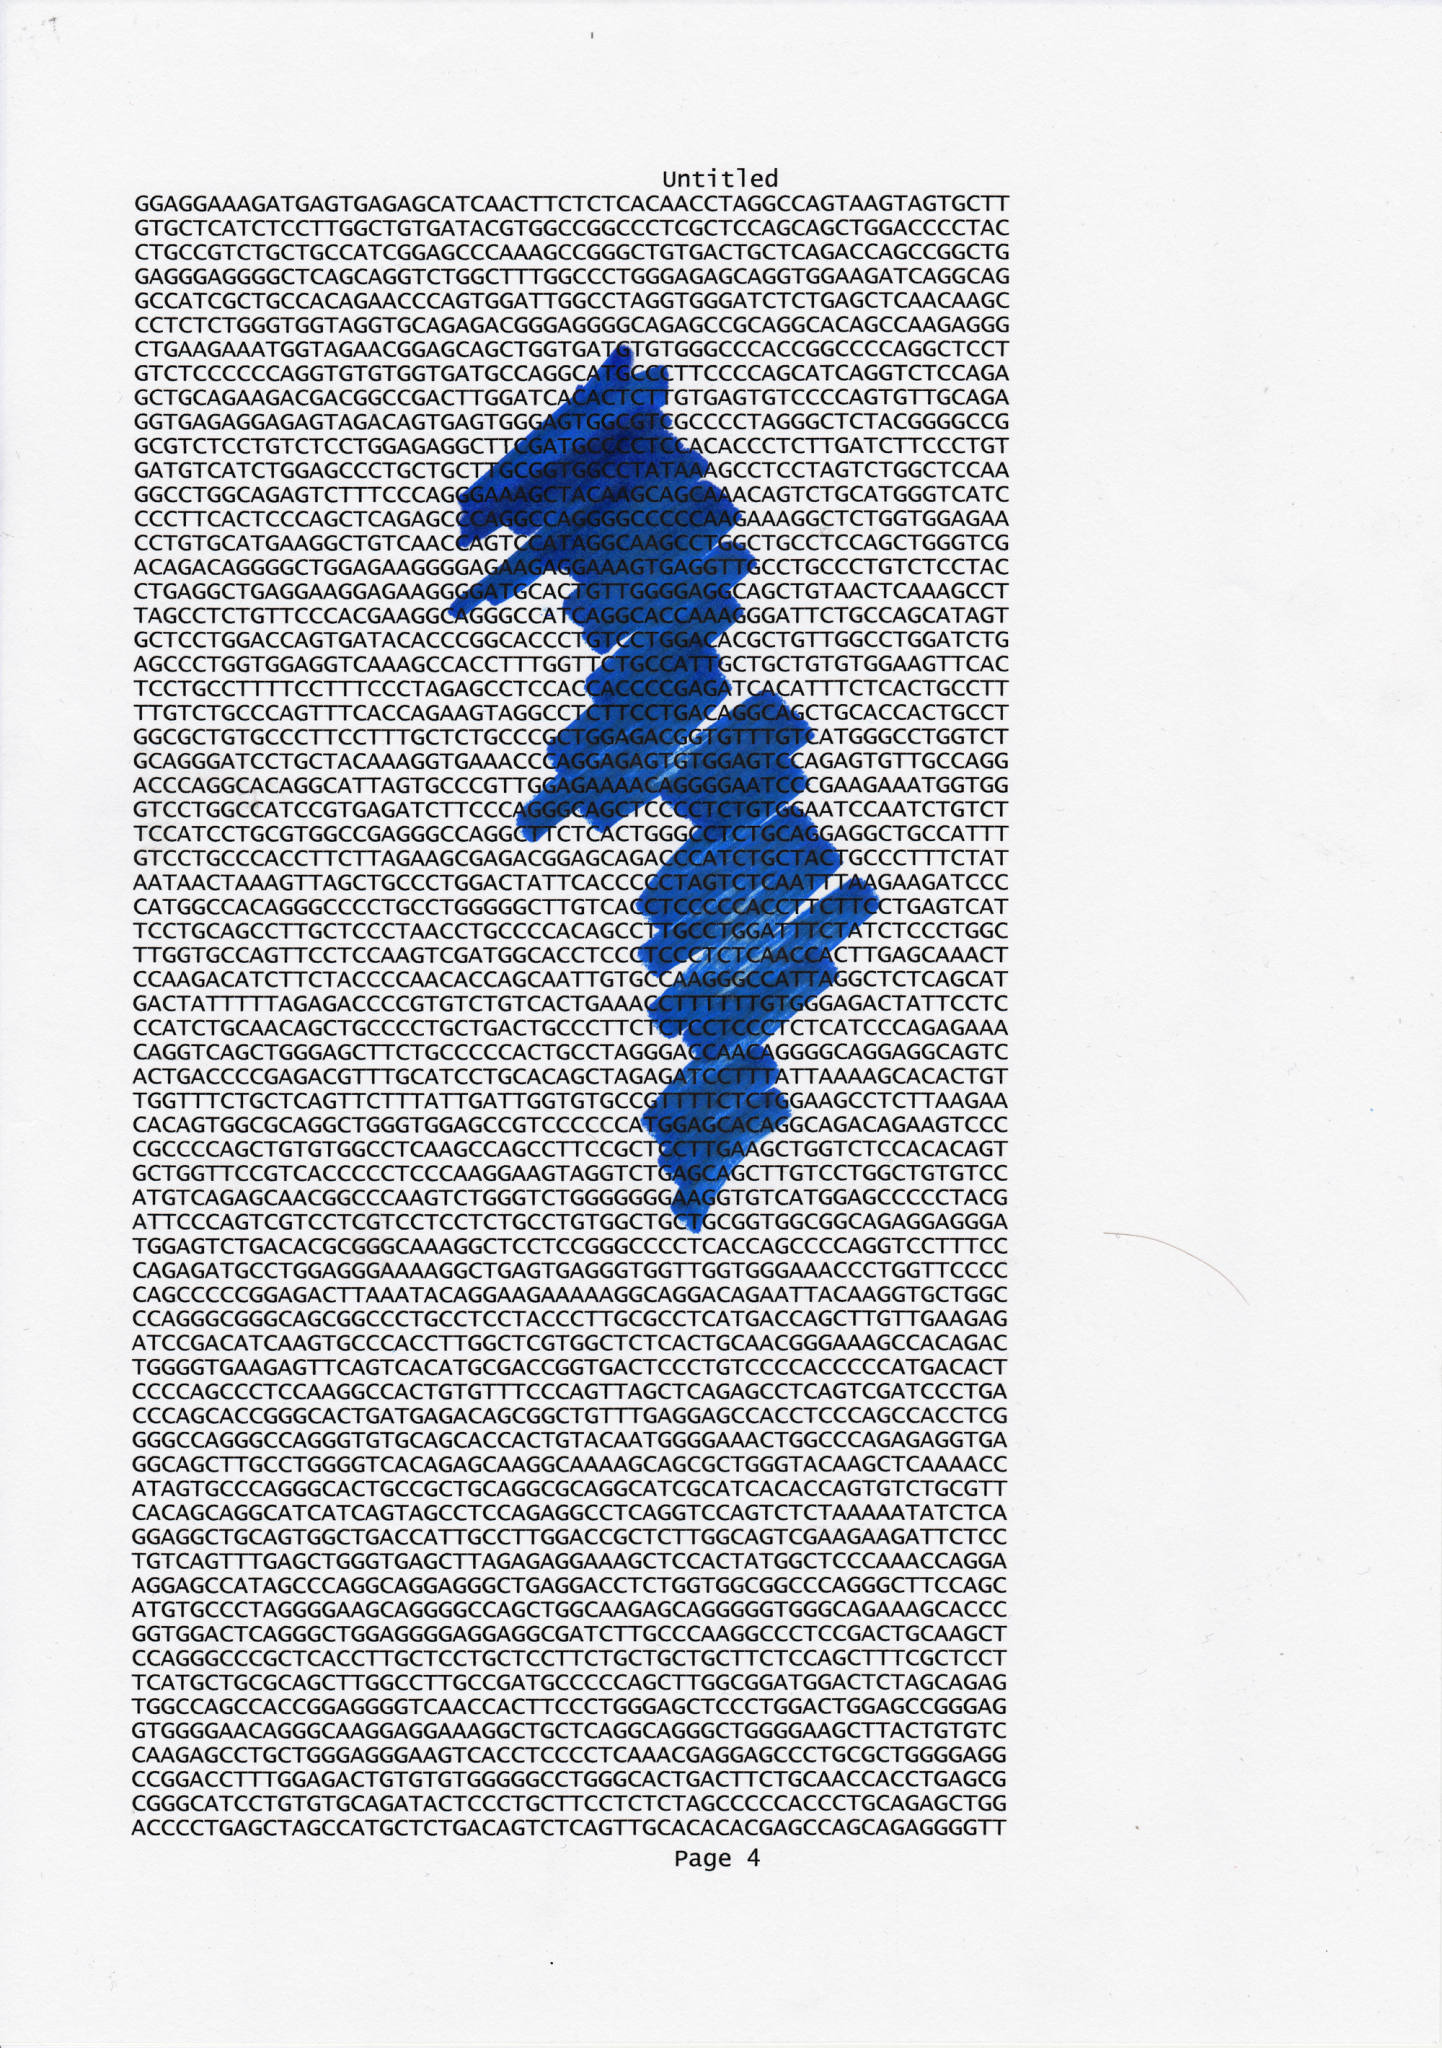 Untitled
GGAGGAAAGATGAGTGAGAGCATCAACTTCTCTCACAACCTAGGCCAGTAAGTAGTGCTT
GTGCTCATCTCCTTGGCTGTGATACGTGGCCGGCCCTCGCTCCAGCAGCTGGACCCCTAC
CTGCCGTCTGCTGCCATCGGAGCCCAAAGCCGGGCTGTGACTGCTCAGACCAGCCGGCTG
GAGGGAGGGGCTCAGCAGGTCTGGCTTTGGCCCTGGGAGAGCAGGTGGAAGATCAGGCAG
GCCATCGCTGCCACAGAACCCAGTGGATTGGCCTAGGTGGGATCTCTGAGCTCAACAAGC
CCTCTCTGGGTGGTAGGTGCAGAGACGGGAGGGGCAGAGCCGCAGGCACAGCCAAGAGGG
CTGAAGAAATGGTAGAACGGAGCAGCTGGTGATGTGTGGGCCCACCGGCCCCAGGCTCCT
GTCTCCCCCCAGGTGTGTGGTGATGCCAGGCATGCCCTTCCCCAGCATCAGGTCTCCAGA
GCTGCAGAAGACGACGGCCGACTTGGATCACACTCTTGTGAGTGTCCCCAGTGTTGCAGA
GGTGAGAGGAGAGTAGACAGTGAGTGGGAGTGGCGTCGCCCCTAGGGCTCTACGGGGCCG
GCGTCTCCTGTCTCCTGGAGAGGCTTCGATGCCCCTCCACACCCTCTTGATCTTCCCTGT
GATGTCATCTGGAGCCCTGCTGCTTGCGGTGGCCTATAAAGCCTCCTAGTCTGGCTCCAA
GGCCTGGCAGAGTCTTTCCCAGGGAAAGCTACAAGCAGCAAACAGTCTGCATGGGTCATC
CCCTTCACTCCCAGCTCAGAGCCCAGGCCAGGGGCCCCCAAGAAAGGCTCTGGTGGAGAA
CCTGTGCATGAAGGCTGTCAACCAGTCCATAGGCAAGCCTGGCTGCCTCCAGCTGGGTCG
ACAGACAGGGGCTGGAGAAGGGGAGAAGAGGAAAGTGAGGTTGCCTGCCCTGTCTCCTAC
CTGAGGCTGAGGAAGGAGAAGGGGATGCACTGTTGGGGAGGCAGCTGTAACTCAAAGCCT
TAGCCTCTGTTCCCACGAAGGCAGGGCCATCAGGCACCAAAGGGATTCTGCCAGCATAGT
GCTCCTGGACCAGTGATACACCCGGCACCCTGTCCTGGACACGCTGTTGGCCTGGATCTG
AGCCCTGGTGGAGGTCAAAGCCACCTTTGGTTCTGCCATTGCTGCTGTGTGGAAGTTCAC
TCCTGCCTTTTCCTTTCCCTAGAGCCTCCACCACCCCGAGATCACATTTCTCACTGCCTT
TTGTCTGCCCAGTTTCACCAGAAGTAGGCCTCTTCCTGACAGGCAGCTGCACCACTGCCT
GGCGCTGTGCCCTTCCTTTGCTCTGCCCGCTGGAGACGGTGTTTGTCATGGGCCTGGTCT
GCAGGGATCCTGCTACAAAGGTGAAACCCAGGAGAGTGTGGAGTCCAGAGTGTTGCCAGG
ACCCAGGCACAGGCATTAGTGCCCGTTGGAGAAAACAGGGGAATCCCGAAGAAATGGTGG
GTCCTGGCCATCCGTGAGATCTTCCCAGGGCAGCTCCCCTCTGTGGAATCCAATCTGTCT
TCCATCCTGCGTGGCCGAGGGCCAGGCTTCTCACTGGGCCTCTGCAGGAGGCTGCCATTT
GTCCTGCCCACCTTCTTAGAAGCGAGACGGAGCAGACCCATCTGCTACTGCCCTTTCTAT
AATAACTAAAGTTAGCTGCCCTGGACTATTCACCCCCTAGTCTCAATTTAAGAAGATCCC
CATGGCCACAGGGCCCCTGCCTGGGGGCTTGTCACCTCCCCCACCTTCTTCCTGAGTCAT
TCCTGCAGCCTTGCTCCCTAACCTGCCCCACAGCCTTGCCTGGATTTCTATCTCCCTGGC
TTGGTGCCAGTTCCTCCAAGTCGATGGCACCTCCCTCCCTCTCAACCACTTGAGCAAACT
CCAAGACATCTTCTACCCCAACACCAGCAATTGTGCCAAGGGCCATTAGGCTCTCAGCAT
GACTATTTTTAGAGACCCCGTGTCTGTCACTGAAACCTTTTTTGTGGGAGACTATTCCTC
CCATCTGCAACAGCTGCCCCTGCTGACTGCCCTTCTCTCCTCCCTCTCATCCCAGAGAAA
CAGGTCAGCTGGGAGCTTCTGCCCCCACTGCCTAGGGACCAACAGGGGCAGGAGGCAGTC
ACTGACCCCGAGACGTTTGCATCCTGCACAGCTAGAGATCCTTTATTAAAAGCACACTGT
TGGTTTCTGCTCAGTTCTTTATTGATTGGTGTGCCGTTTTCTCTGGAAGCCTCTTAAGAA
CACAGTGGCGCAGGCTGGGTGGAGCCGTCCCCCCATGGAGCACAGGCAGACAGAAGTCCC
CGCCCCAGCTGTGTGGCCTCAAGCCAGCCTTCCGCTCCTTGAAGCTGGTCTCCACACAGT
GCTGGTTCCGTCACCCCCTCCCAAGGAAGTAGGTCTGAGCAGCTTGTCCTGGCTGTGTCC
ATGTCAGAGCAACGGCCCAAGTCTGGGTCTGGGGGGGAAGGTGTCATGGAGCCCCCTACG
ATTCCCAGTCGTCCTCGTCCTCCTCTGCCTGTGGCTGCTGCGGTGGCGGCAGAGGAGGGA
TGGAGTCTGACACGCGGGCAAAGGCTCCTCCGGGCCCCTCACCAGCCCCAGGTCCTTTCC
CAGAGATGCCTGGAGGGAAAAGGCTGAGTGAGGGTGGTTGGTGGGAAACCCTGGTTCCCC
CAGCCCCCGGAGACTTAAATACAGGAAGAAAAAGGCAGGACAGAATTACAAGGTGCTGGC
CCAGGGCGGGCAGCGGCCCTGCCTCCTACCCTTGCGCCTCATGACCAGCTTGTTGAAGAG
ATCCGACATCAAGTGCCCACCTTGGCTCGTGGCTCTCACTGCAACGGGAAAGCCACAGAC
TGGGGTGAAGAGTTCAGTCACATGCGACCGGTGACTCCCTGTCCCCACCCCCATGACACT
CCCCAGCCCTCCAAGGCCACTGTGTTTCCCAGTTAGCTCAGAGCCTCAGTCGATCCCTGA
CCCAGCACCGGGCACTGATGAGACAGCGGCTGTTTGAGGAGCCACCTCCCAGCCACCTCG
GGGCCAGGGCCAGGGTGTGCAGCACCACTGTACAATGGGGAAACTGGCCCAGAGAGGTGA
GGCAGCTTGCCTGGGGTCACAGAGCAAGGCAAAAGCAGCGCTGGGTACAAGCTCAAAACC
ATAGTGCCCAGGGCACTGCCGCTGCAGGCGCAGGCATCGCATCACACCAGTGTCTGCGTT
CACAGCAGGCATCATCAGTAGCCTCCAGAGGCCTCAGGTCCAGTCTCTAAAAATATCTCA
GGAGGCTGCAGTGGCTGACCATTGCCTTGGACCGCTCTTGGCAGTCGAAGAAGATTCTCC
TGTCAGTTTGAGCTGGGTGAGCTTAGAGAGGAAAGCTCCACTATGGCTCCCAAACCAGGA
AGGAGCCATAGCCCAGGCAGGAGGGCTGAGGACCTCTGGTGGCGGCCCAGGGCTTCCAGC
ATGTGCCCTAGGGGAAGCAGGGGCCAGCTGGCAAGAGCAGGGGGTGGGCAGAAAGCACCC
GGTGGACTCAGGGCTGGAGGGGAGGAGGCGATCTTGCCCAAGGCCCTCCGACTGCAAGCT
CCAGGGCCCGCTCACCTTGCTCCTGCTCCTTCTGCTGCTGCTTCTCCAGCTTTCGCTCCT
TCATGCTGCGCAGCTTGGCCTTGCCGATGCCCCCAGCTTGGCGGATGGACTCTAGCAGAG
TGGCCAGCCACCGGAGGGGTCAACCACTTCCCTGGGAGCTCCCTGGACTGGAGCCGGGAG
GTGGGGAACAGGGCAAGGAGGAAAGGCTGCTCAGGCAGGGCTGGGGAAGCTTACTGTGTC
CAAGAGCCTGCTGGGAGGGAAGTCACCTCCCCTCAAACGAGGAGCCCTGCGCTGGGGAGG
CCGGACCTTTGGAGACTGTGTGTGGGGGCCTGGGCACTGACTTCTGCAACCACCTGAGCG
CGGGCATCCTGTGTGCAGATACTCCCTGCTTCCTCTCTAGCCCCCACCCTGCAGAGCTGG
ACCCCTGAGCTAGCCATGCTCTGACAGTCTCAGTTGCACACACGAGCCAGCAGAGGGGTT
Page 4